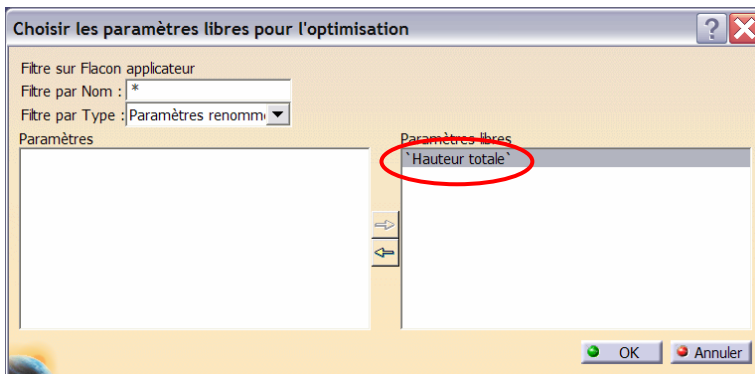 Choisir les paramètres libres pour l'optimisation
Filtre sur Flacon applicateur
Filtre par Nom : *
Filtre par Type : Paramètres renomm
Paramètres
Paramètres libres
`Hauteur totale`
OK
Annuler